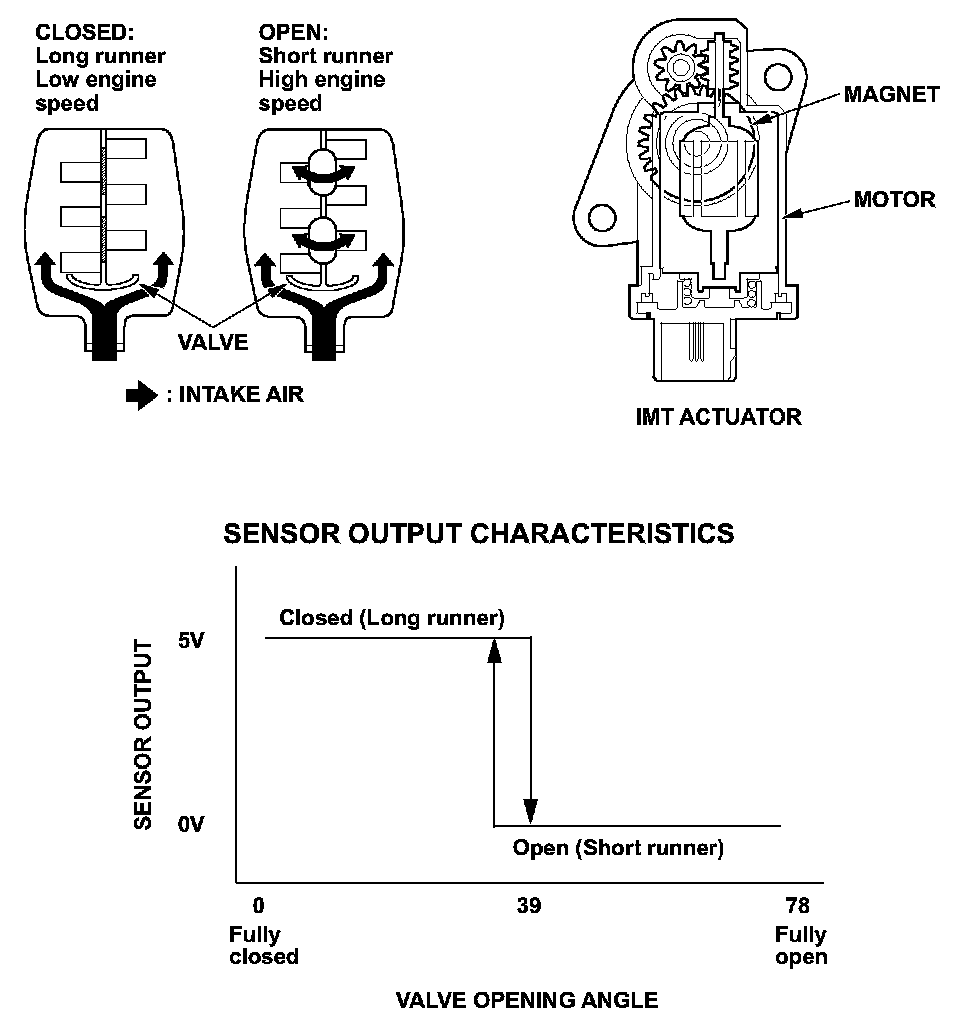 CLOSED:
Long runner
Low engine
speed
OPEN:
Short runner
High engine
speed
VALVE
: INTAKE AIR
MAGNET
MOTOR
IMT ACTUATOR
SENSOR OUTPUT CHARACTERISTICS
Closed (Long runner)
5V
SENSOR OUTPUT
0V
Open (Short runner)
0
39
78
Fully
closed
Fully
open
VALVE OPENING ANGLE